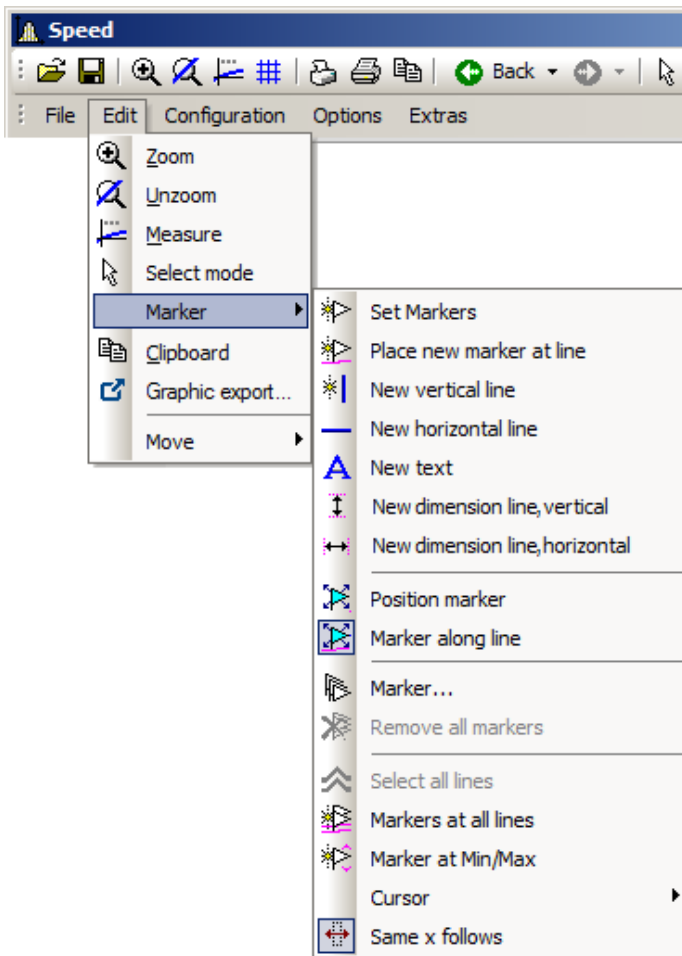 Speed
Back
File Edit Configuration Options Extras
Zoom
Unzoom
Measure
Select mode
Marker
Clipboard
Graphic export...
Move
Set Markers
Place new marker at line
New vertical line
New horizontal line
New text
New dimension line,vertical
New dimension line,horizontal
Position marker
Marker along line
Marker...
Remove all markers
Select all lines
Markers at all lines
Marker at Min/Max
Cursor
Same x follows